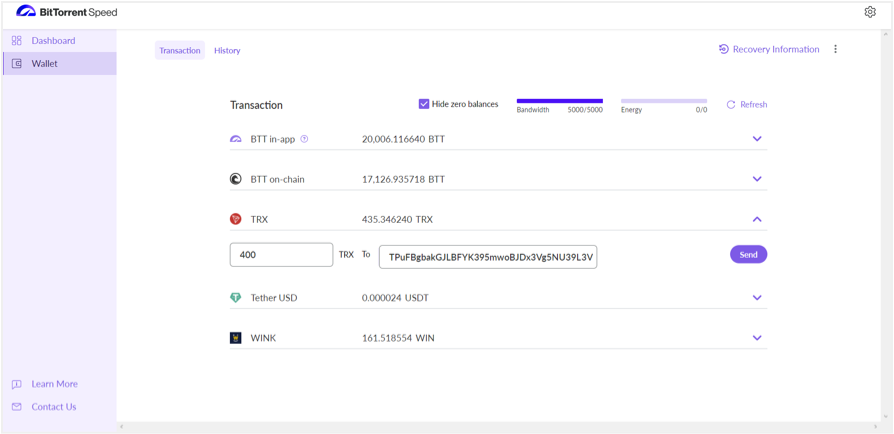 BitTorrent Speed
Dashboard
Wallet
Transaction
History
Recovery Information
Transaction
Hide zero balances
Bandwidth 5000/5000
Energy 0/0
Refresh
BTT in-app 20,006.116640 BTT
BTT on-chain 17,126.935718 BTT
TRX 435.346240 TRX
400 TRX To TPuFBgbakGJLBFYK395mwoBJDx3Vg5NU39L3V Send
Tether USD 0.000024 USDT
WINK 161.518554 WIN
Learn More
Contact Us